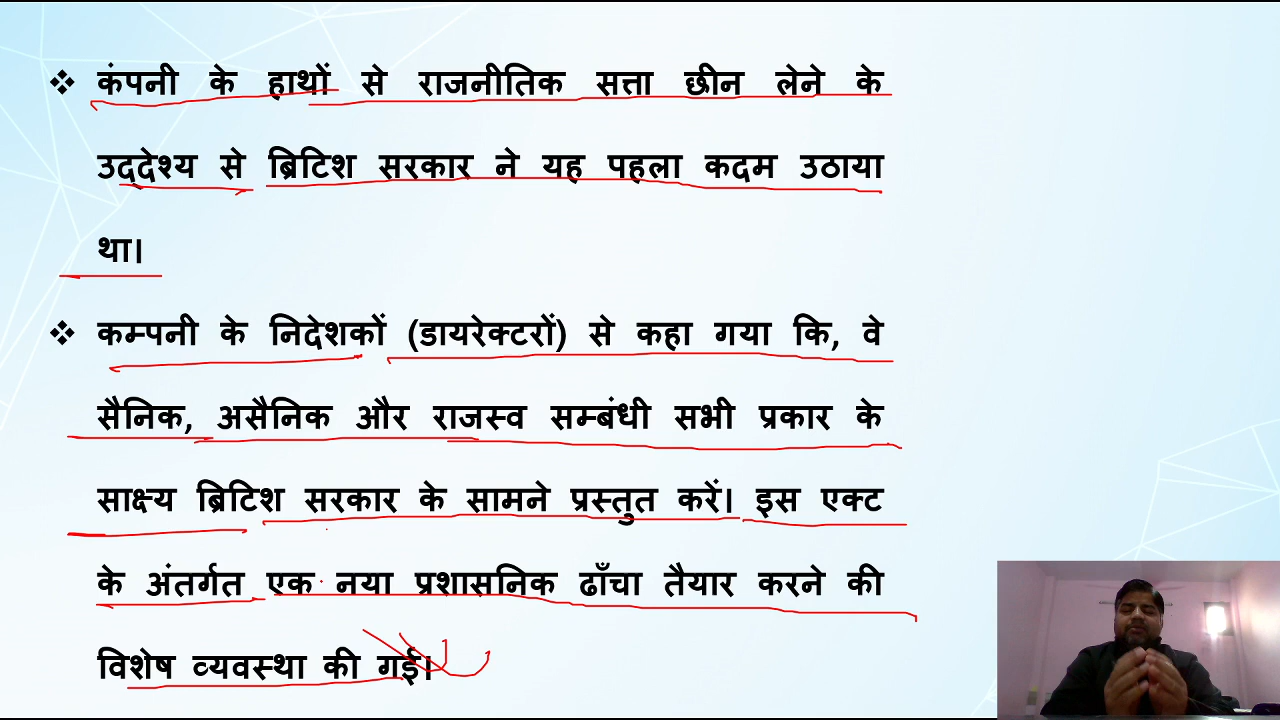 ❖ कंपनी के हाथों से राजनीतिक सत्ता छीन लेने के
उद्देश्य से ब्रिटिश सरकार ने यह पहला कदम उठाया
था।
❖ कम्पनी के निदेशकों (डायरेक्टरों) से कहा गया कि, वे
सैनिक, असैनिक और राजस्व सम्बंधी सभी प्रकार के
साक्ष्य ब्रिटिश सरकार के सामने प्रस्तुत करें। इस एक्ट
के अंतर्गत एक नया प्रशासनिक ढाँचा तैयार करने की
विशेष व्यवस्था की गई।